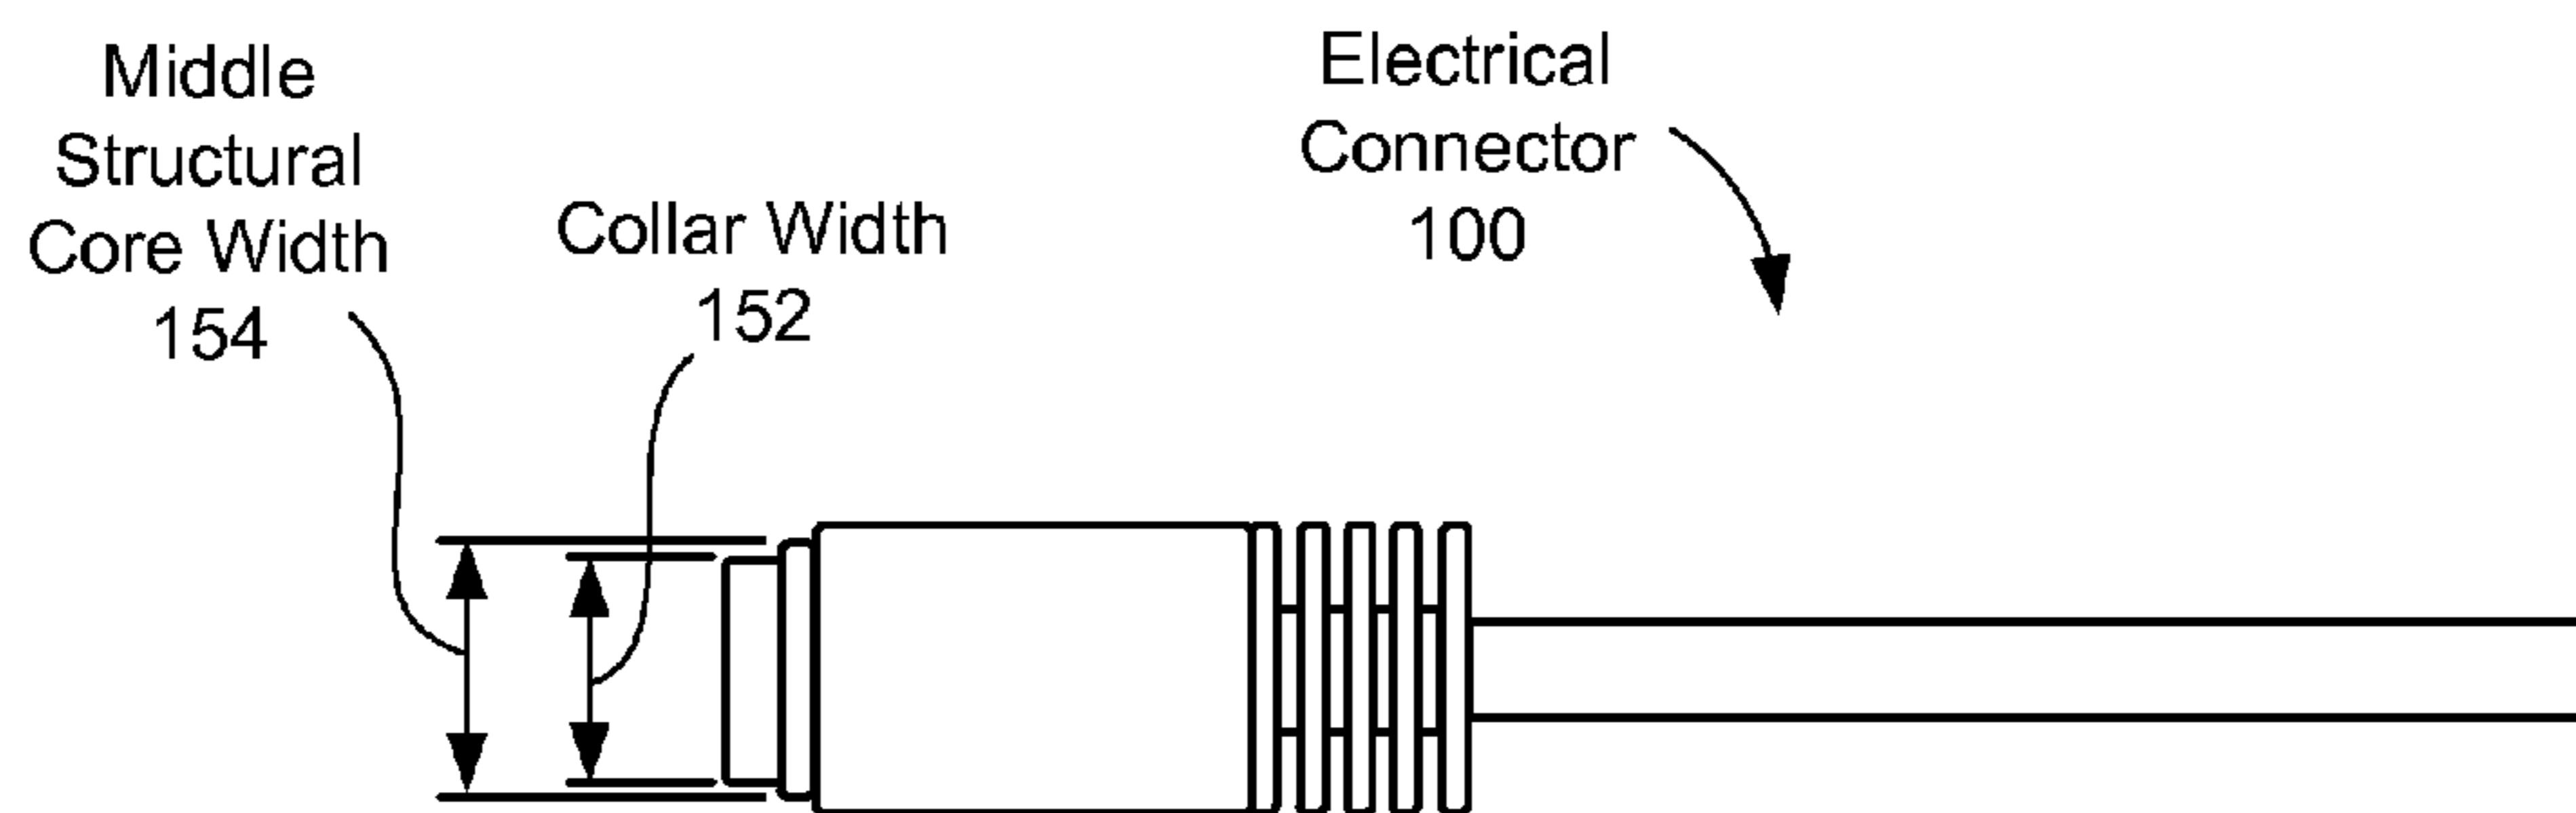 Middle
Structural
Core Width
154
Collar Width
152
Electrical
Connector
100